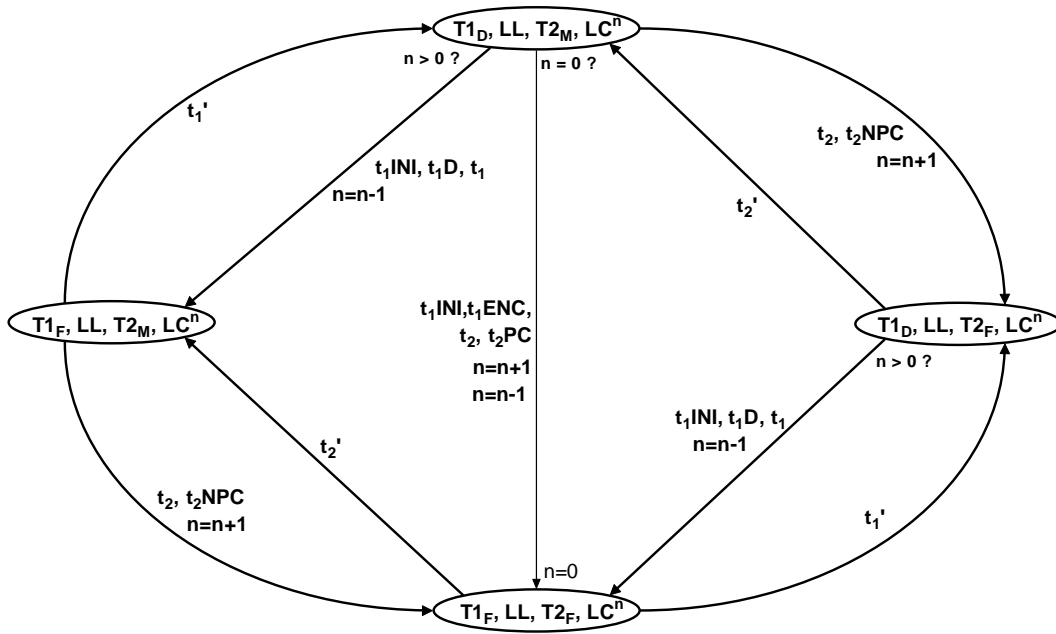 T1D, LL, T2M, LCn
n > 0 ?
n = 0 ?
t1'
t2, t2NPC
n=n+1
t1INI, t1D, t1
n=n-1
t2'
t1INI,t1ENC,
t2, t2PC
n=n+1
n=n-1
T1F, LL, T2M, LCn
T1D, LL, T2F, LCn
n > 0 ?
t1INI, t1D, t1
n=n-1
t2'
t2, t2NPC
n=n+1
t1'
n=0
T1F, LL, T2F, LCn